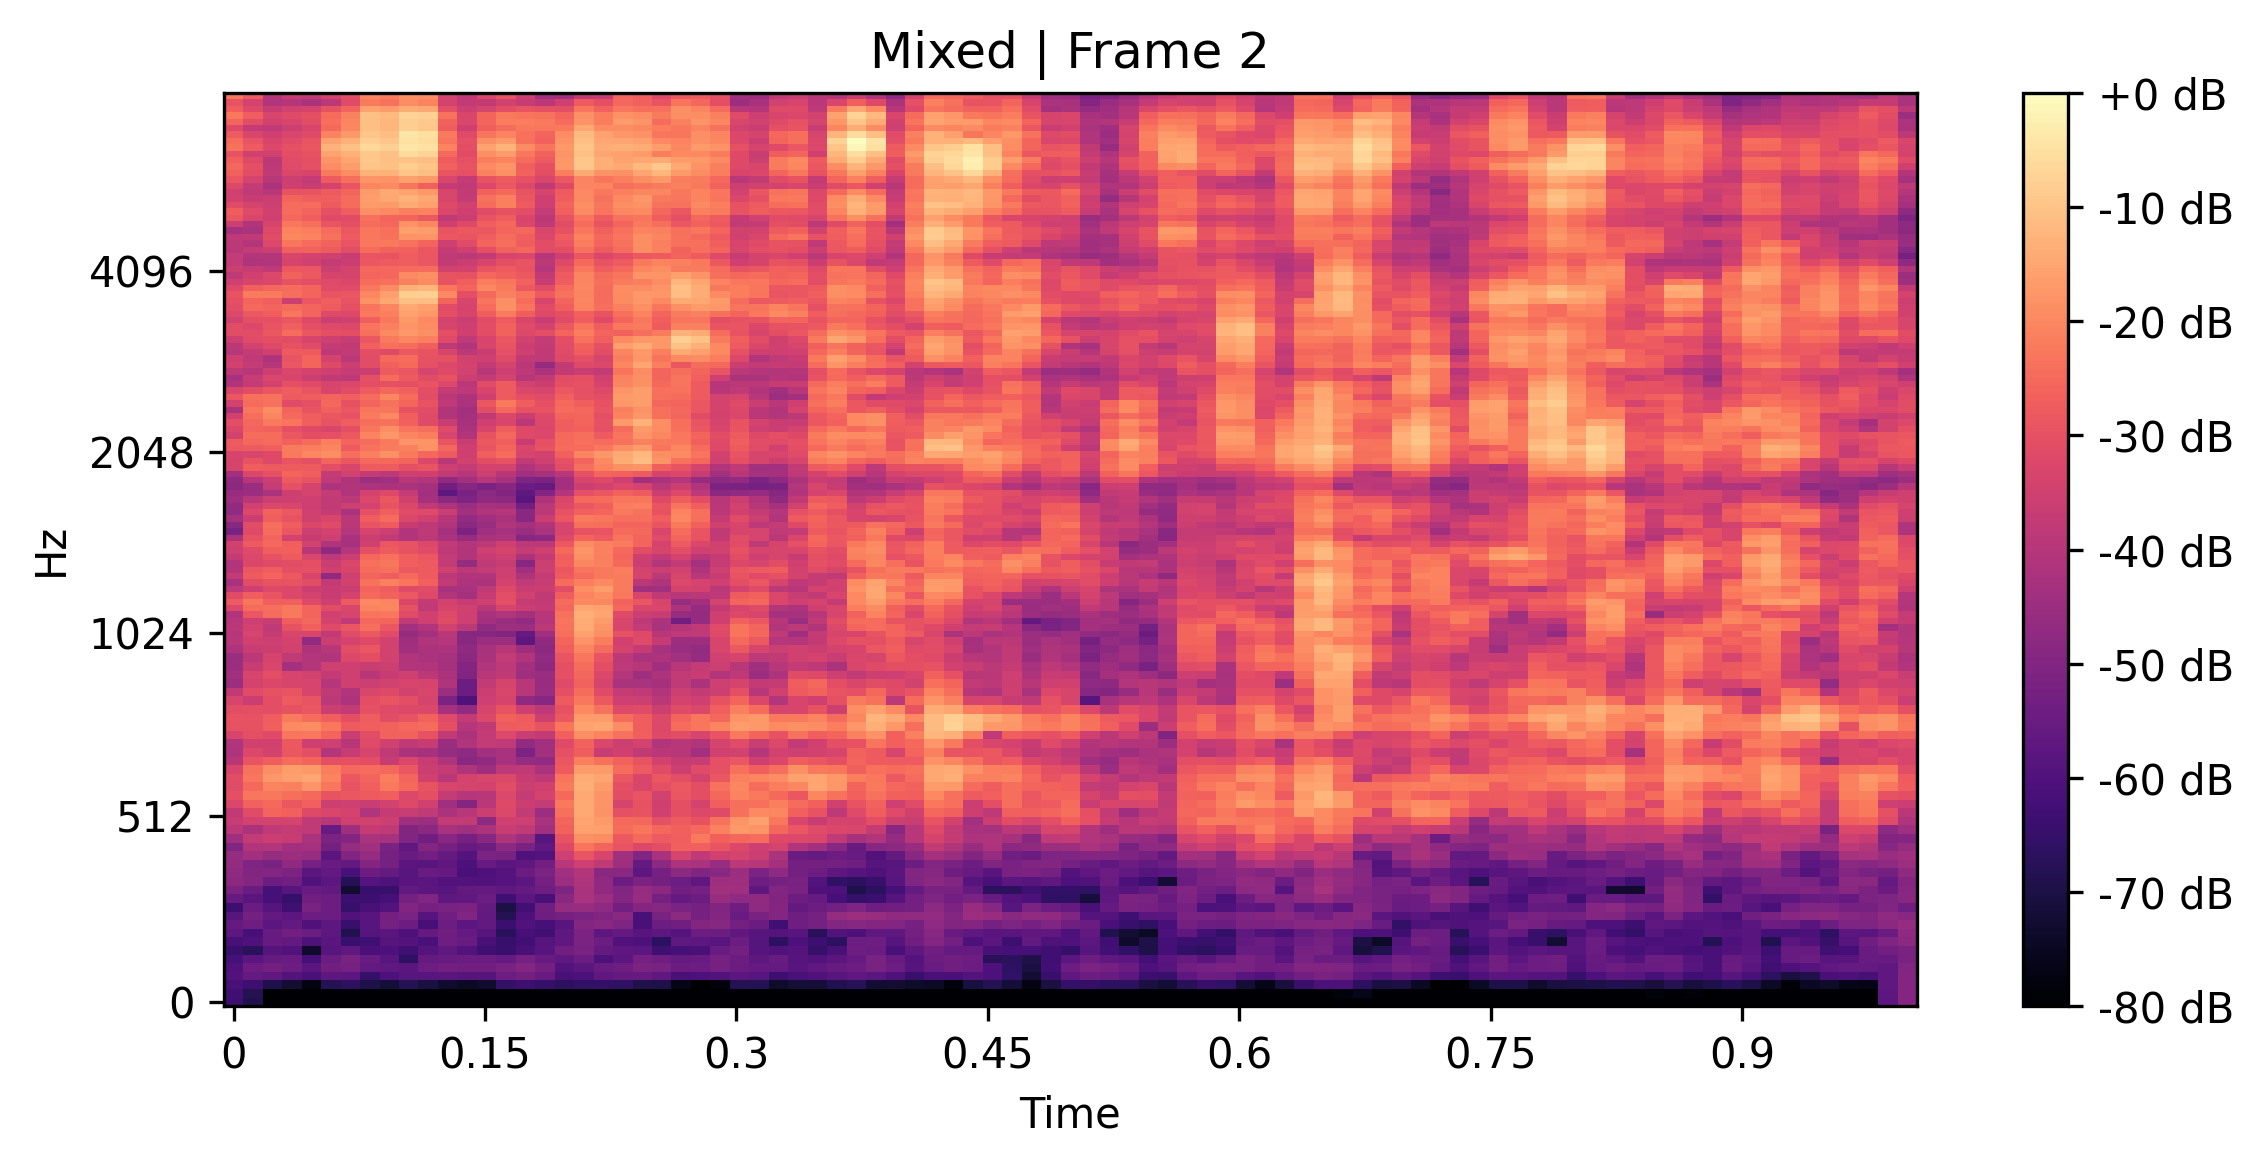 Mixed | Frame 2
+0 dB
-10 dB
-20 dB
-30 dB
-40 dB
-50 dB
-60 dB
-70 dB
-80 dB
Hz
4096
2048
1024
512
0
0 0.15 0.3 0.45 0.6 0.75 0.9
Time